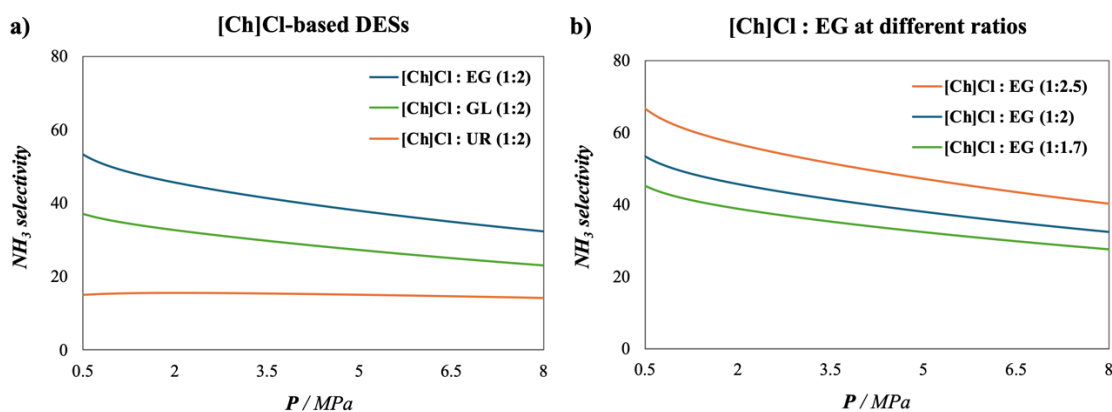 a)
[Ch]Cl-based DESs
80
60
40
20
0
NH3 selectivity
[Ch]Cl : EG (1:2)
[Ch]Cl : GL (1:2)
[Ch]Cl : UR (1:2)
0.5
2
3.5
5
6.5
8
P / MPa
b)
[Ch]Cl : EG at different ratios
80
60
40
20
0
NH3 selectivity
[Ch]Cl : EG (1:2.5)
[Ch]Cl : EG (1:2)
[Ch]Cl : EG (1:1.7)
0.5
2
3.5
5
6.5
8
P / MPa